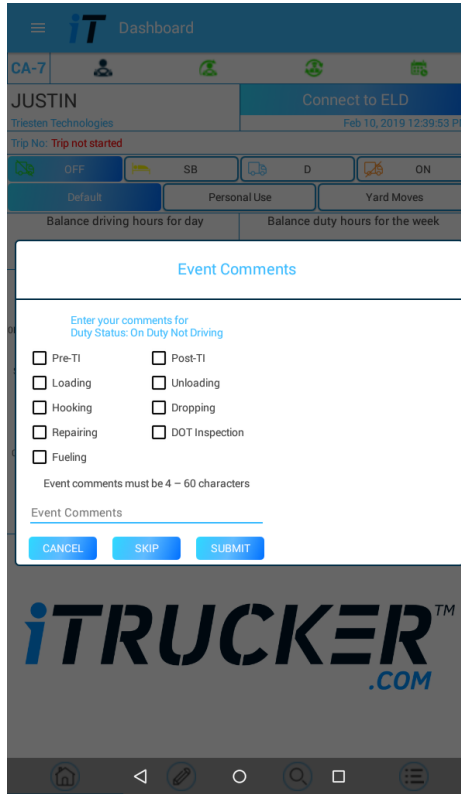 iT Dashboard
CA-7
JUSTIN
Connect to ELD
Triesten Technologies
Feb 10, 2019 12:39:53 P
Trip No: Trip not started
OFF SB D ON
Default Personal Use Yard Moves
Balance driving hours for day Balance duty hours for the week
Event Comments
Enter your comments for
Duty Status: On Duty Not Driving
Pre-TI Post-TI
Loading Unloading
Hooking Dropping
Repairing DOT Inspection
Fueling
Event comments must be 4 – 60 characters
Event Comments
CANCEL SKIP SUBMIT
iTRUCKER™
.COM